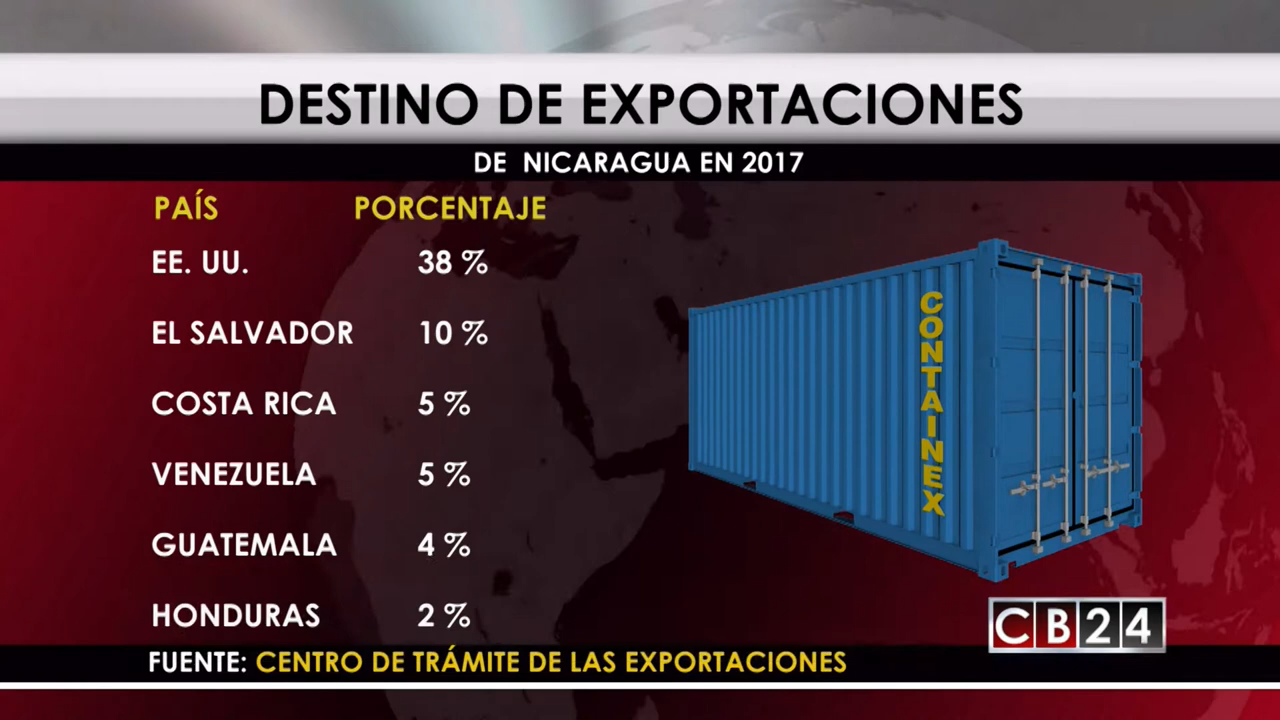 DESTINO DE EXPORTACIONES
DE NICARAGUA EN 2017
PAÍS PORCENTAJE
EE. UU. 38 %
EL SALVADOR 10 %
COSTA RICA 5 %
VENEZUELA 5 %
GUATEMALA 4 %
HONDURAS 2 %
CONTAINEX
CB24
FUENTE: CENTRO DE TRÁMITE DE LAS EXPORTACIONES